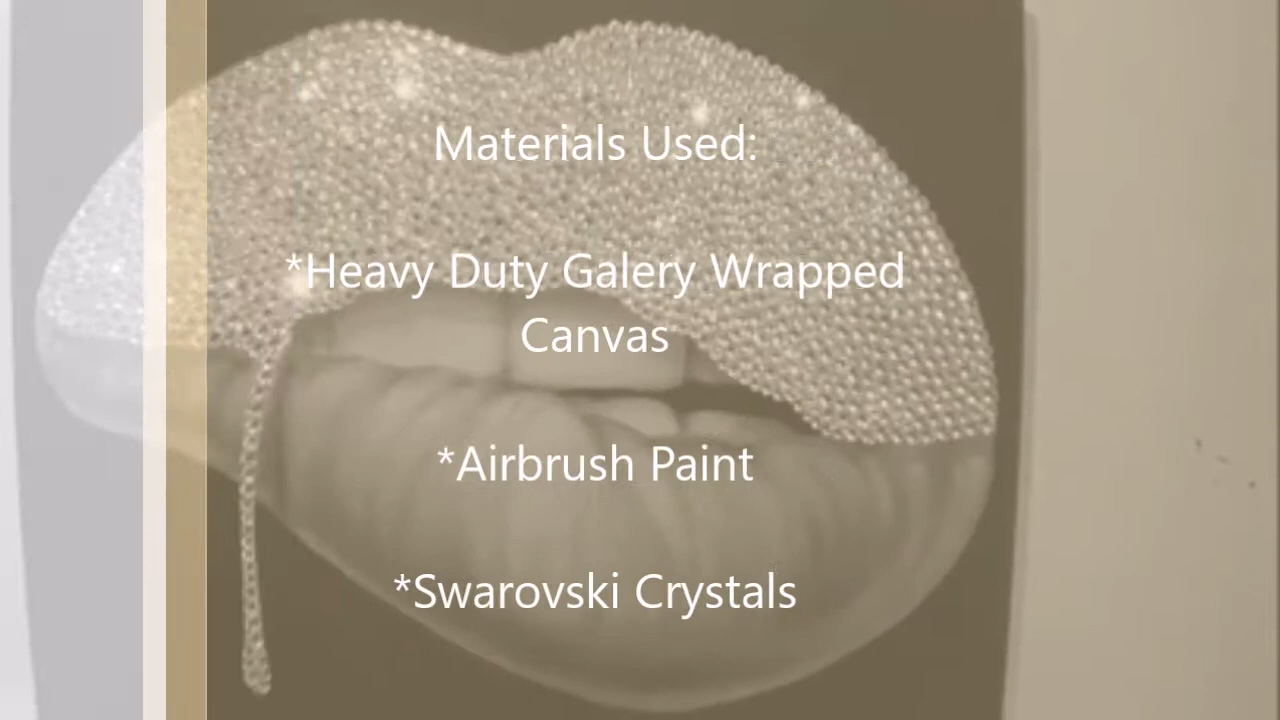 Materials Used:
*Heavy Duty Galery Wrapped
Canvas
*Airbrush Paint
*Swarovski Crystals